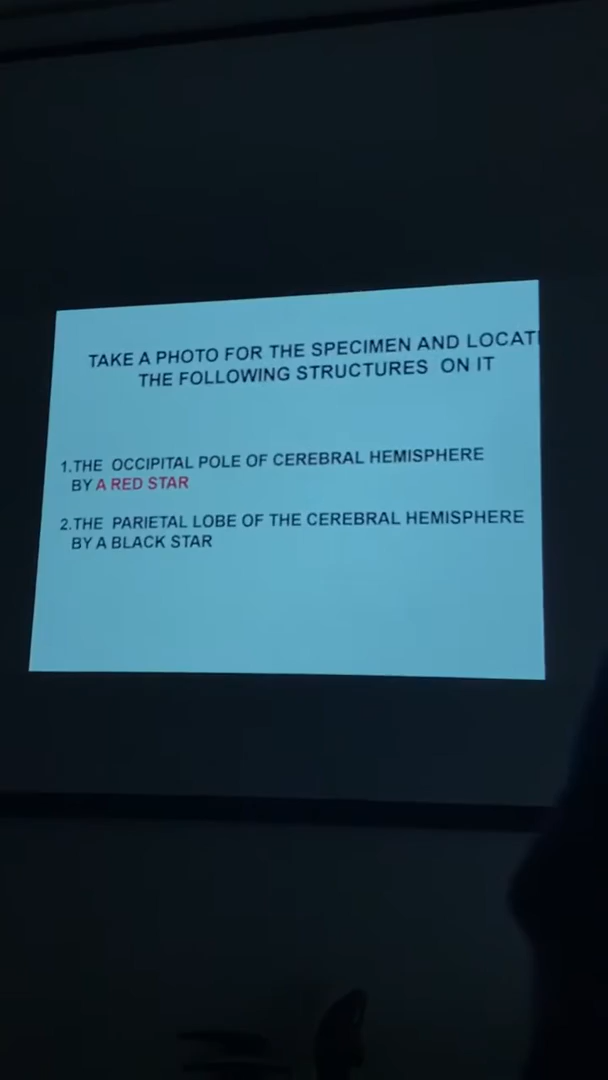 TAKE A PHOTO FOR THE SPECIMEN AND
THE FOLLOWING STRUCTURES ON IT
1.THE OCCIPITAL POLE OF CEREBRAL HEMISPHERE
BY A RED STAR
2.THE PARIETAL LOBE OF THE CEREBRAL HEMISPHERE
BY A BLACK STAR